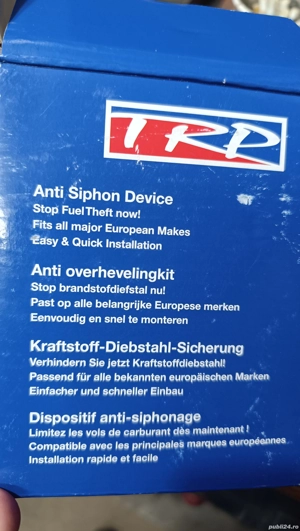 TRP
Anti Siphon Device
Stop Fuel Theft now!
Fits all major European Makes
Easy & Quick Installation
Anti overhevelingkit
Stop brandstofdiefstal nu!
Past op alle belangrijke Europese merken
Eenvoudig en snel te monteren
Kraftstoff-Diebstahl-Sicherung
Verhindern Sie jetzt Kraftstoffdiebstahl!
Passend für alle bekannten europäischen Marken
Einfacher und schneller Einbau
Dispositif anti-siphonage
Limitez les vols de carburant dès maintenant !
Compatible avec les principales marques européennes
Installation rapide et facile
publi24.ro